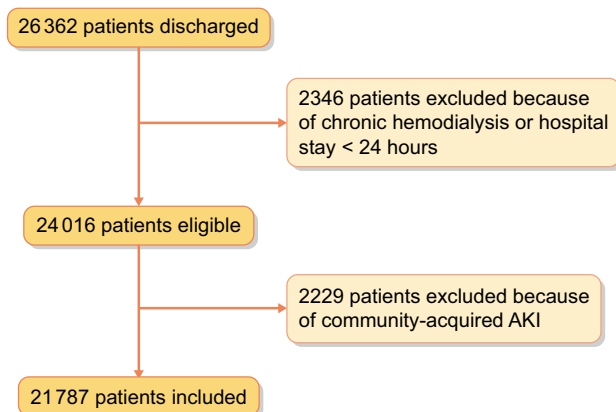 26 362 patients discharged
2346 patients excluded because
of chronic hemodialysis or hospital
stay < 24 hours
24 016 patients eligible
2229 patients excluded because
of community-acquired AKI
21 787 patients included